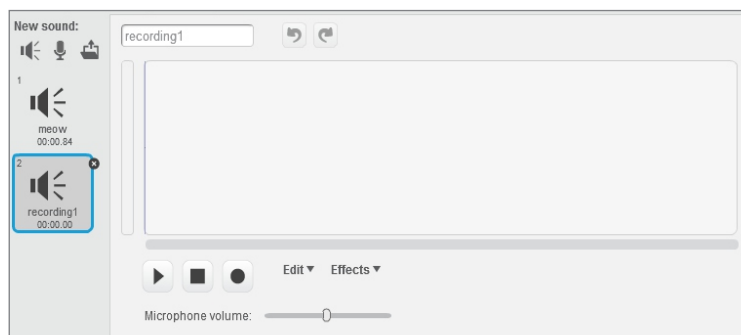 New sound:
recording1
1
meow
00:00.84
2
recording1
00:00.00
Edit ▼ Effects ▼
Microphone volume: